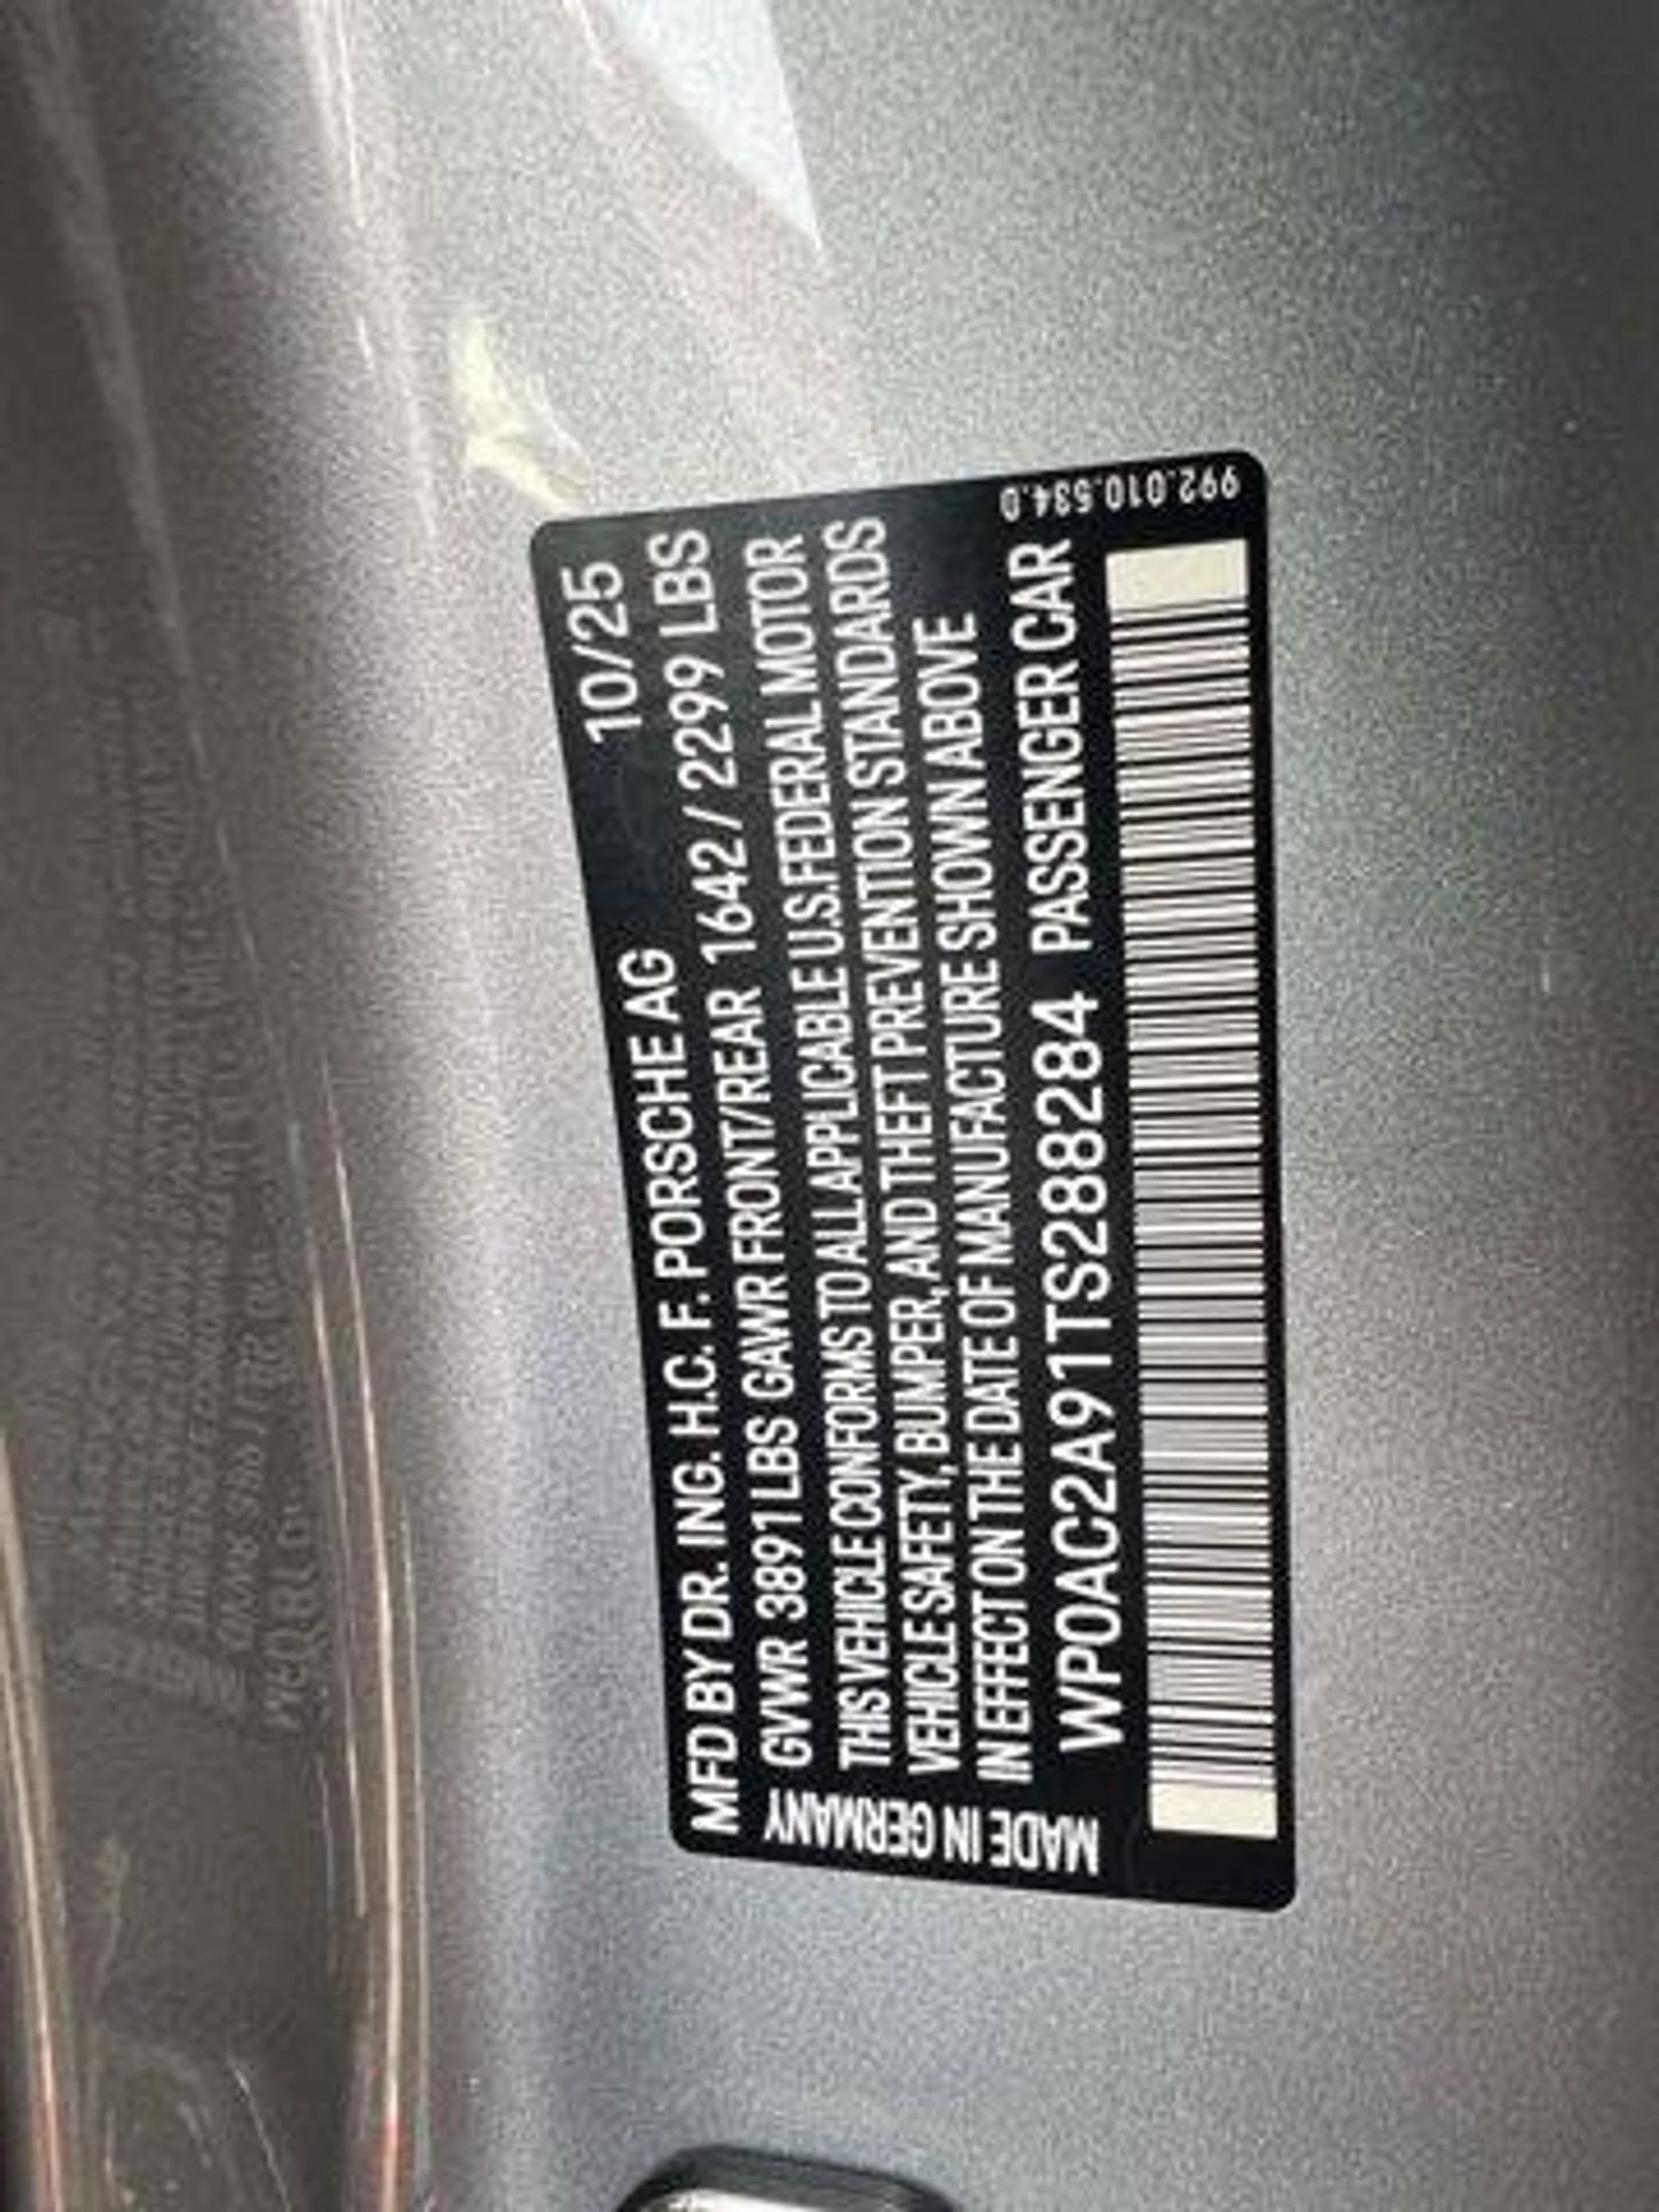 MFD BY DR. ING. H.C. F. PORSCHE AG 10/25
GVWR 3891 LBS GAWR FRONT/REAR 1642 / 2299 LBS
THIS VEHICLE CONFORMS TO ALL APPLICABLE U.S. FEDERAL MOTOR
VEHICLE SAFETY, BUMPER, AND THEFT PREVENTION STANDARDS
IN EFFECT ON THE DATE OF MANUFACTURE SHOWN ABOVE
WP0AC2A91TS288284 PASSENGER CAR
MADE IN GERMANY
992.010.534.D